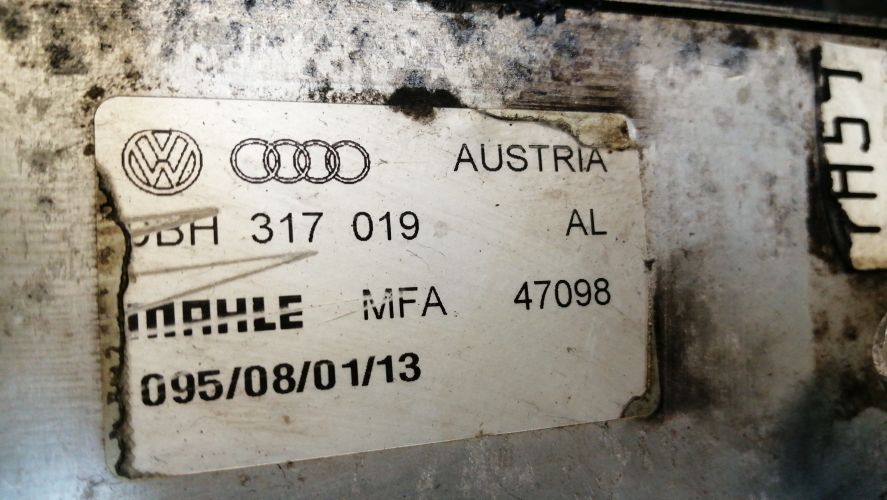 AUSTRIA
0BH 317 019 AL
MAHLE MFA 47098
095/08/01/13